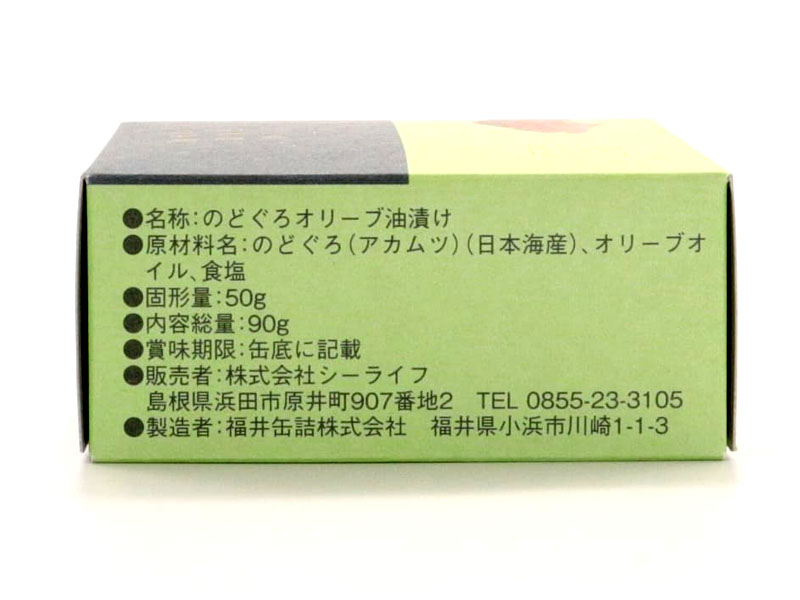 ●名称：のどぐろオリーブ油漬け
●原材料名：のどぐろ（アカムツ）（日本海産）、オリーブオ
イル、食塩
●固形量：50g
●内容総量：90g
●賞味期限：缶底に記載
●販売者：株式会社シーライフ
島根県浜田市原井町907番地2　TEL 0855-23-3105
●製造者：福井缶詰株式会社　福井県小浜市川崎1-1-3